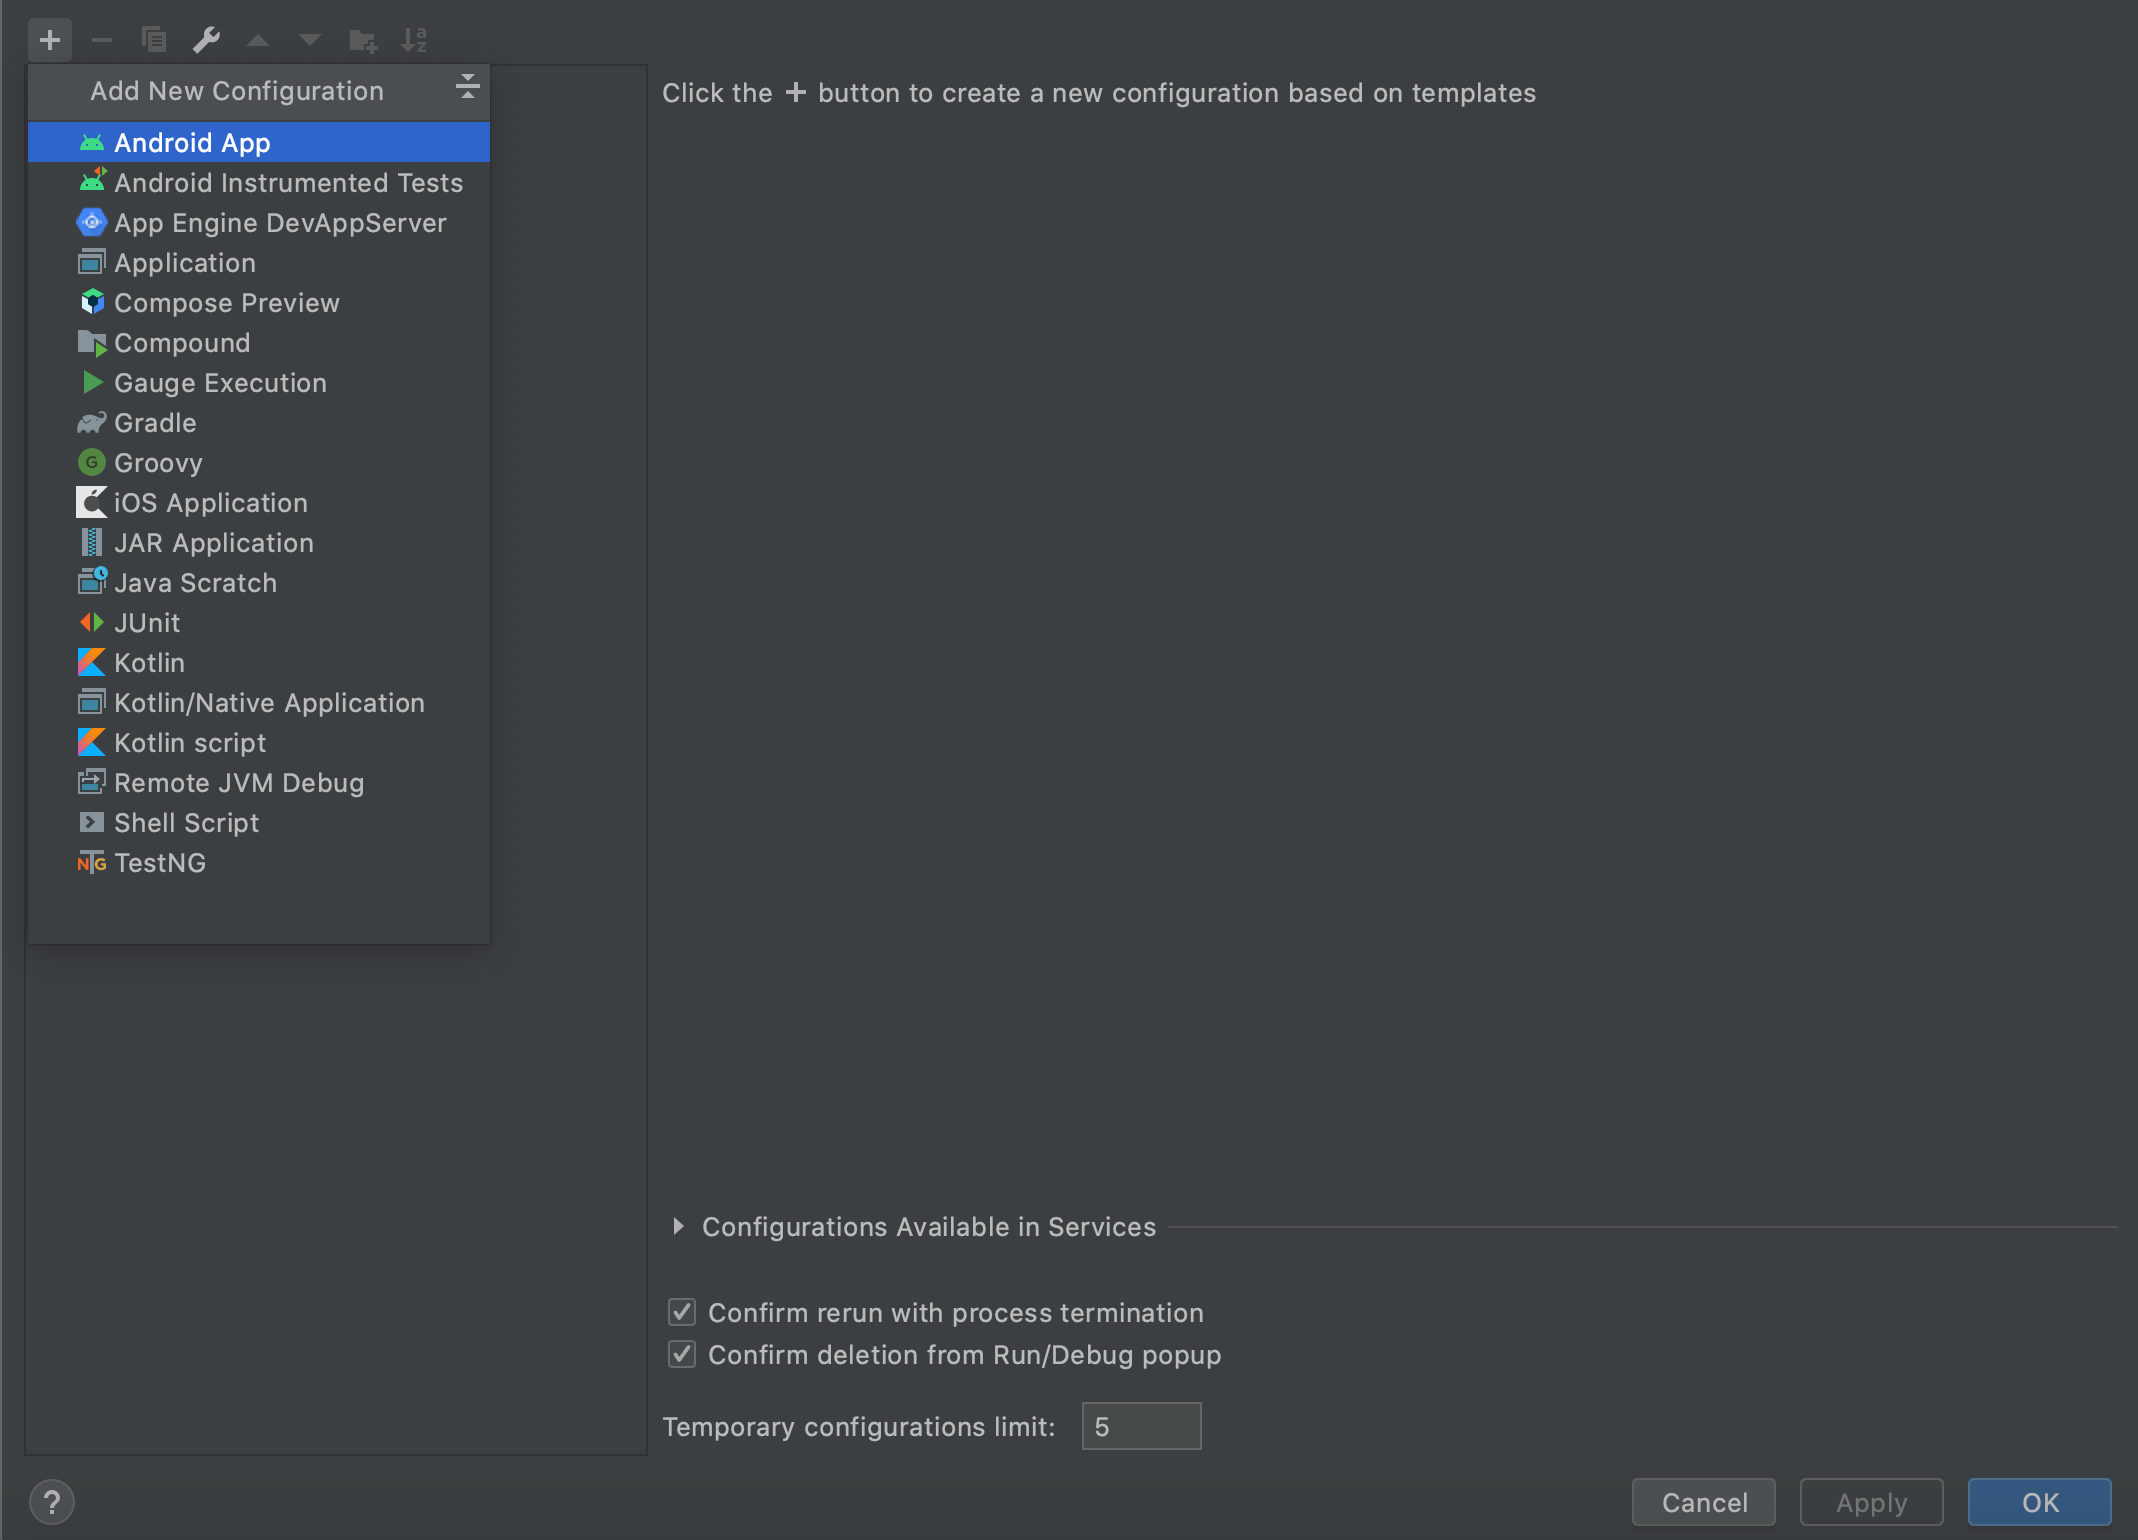 Add New Configuration
Click the + button to create a new configuration based on templates
Android App
Android Instrumented Tests
App Engine DevAppServer
Application
Compose Preview
Compound
Gauge Execution
Gradle
G Groovy
iOS Application
JAR Application
Java Scratch
JUnit
Kotlin
Kotlin/Native Application
Kotlin script
Remote JVM Debug
Shell Script
NTG TestNG
Configurations Available in Services
Confirm rerun with process termination
Confirm deletion from Run/Debug popup
Temporary configurations limit: 5
? Cancel Apply OK